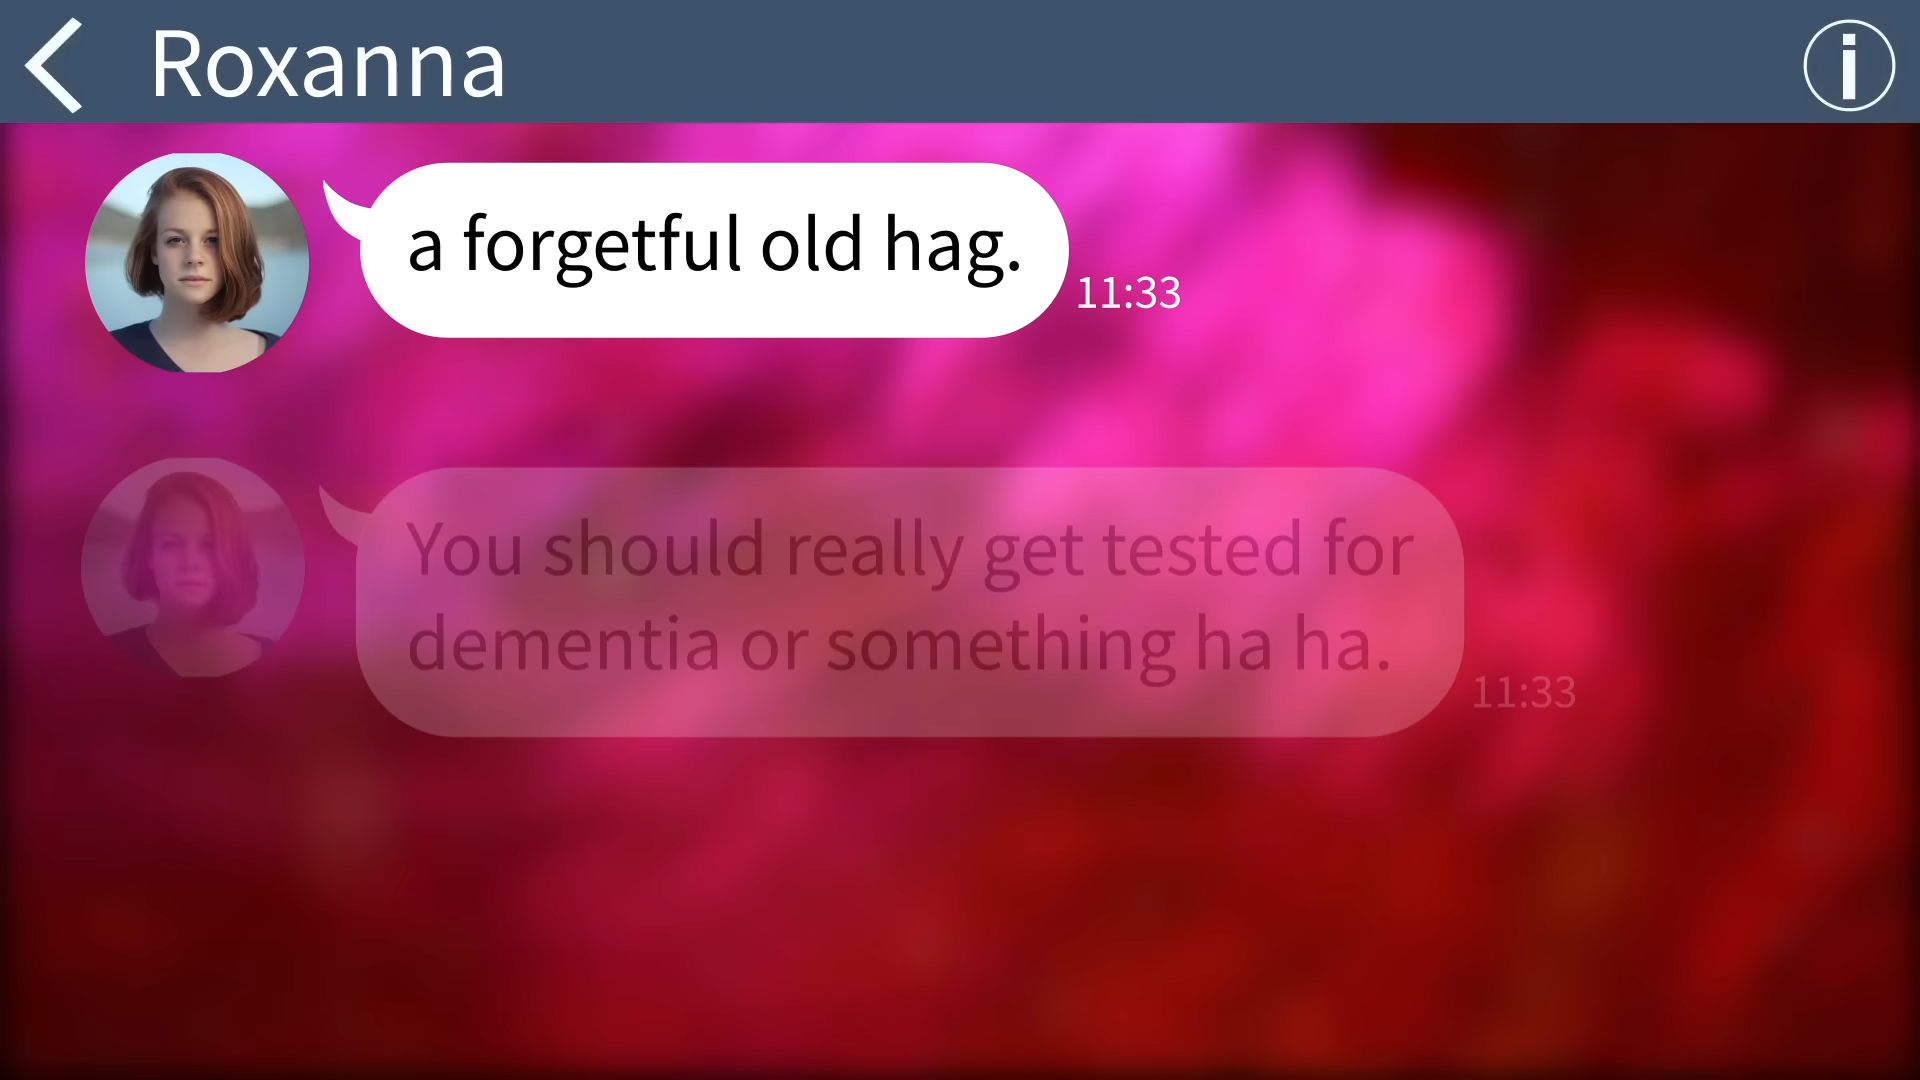 Roxanna
a forgetful old hag.
11:33
You should really get tested for
dementia or something ha ha.
11:33